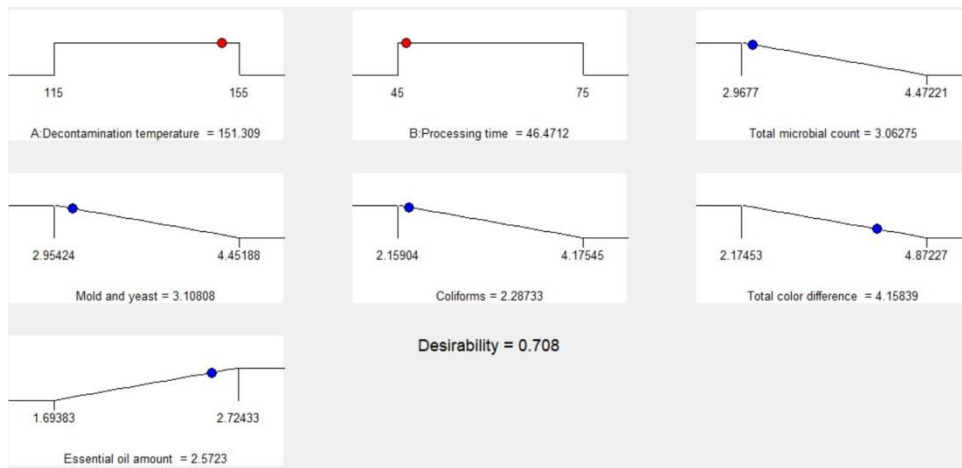 115 155
A:Decontamination temperature = 151.309
45 75
B:Processing time = 46.4712
2.9677 4.47221
Total microbial count = 3.06275
2.95424 4.45188
Mold and yeast = 3.10808
2.15904 4.17545
Coliforms = 2.28733
2.17453 4.87227
Total color difference = 4.15839
Desirability = 0.708
1.69383 2.72433
Essential oil amount = 2.5723